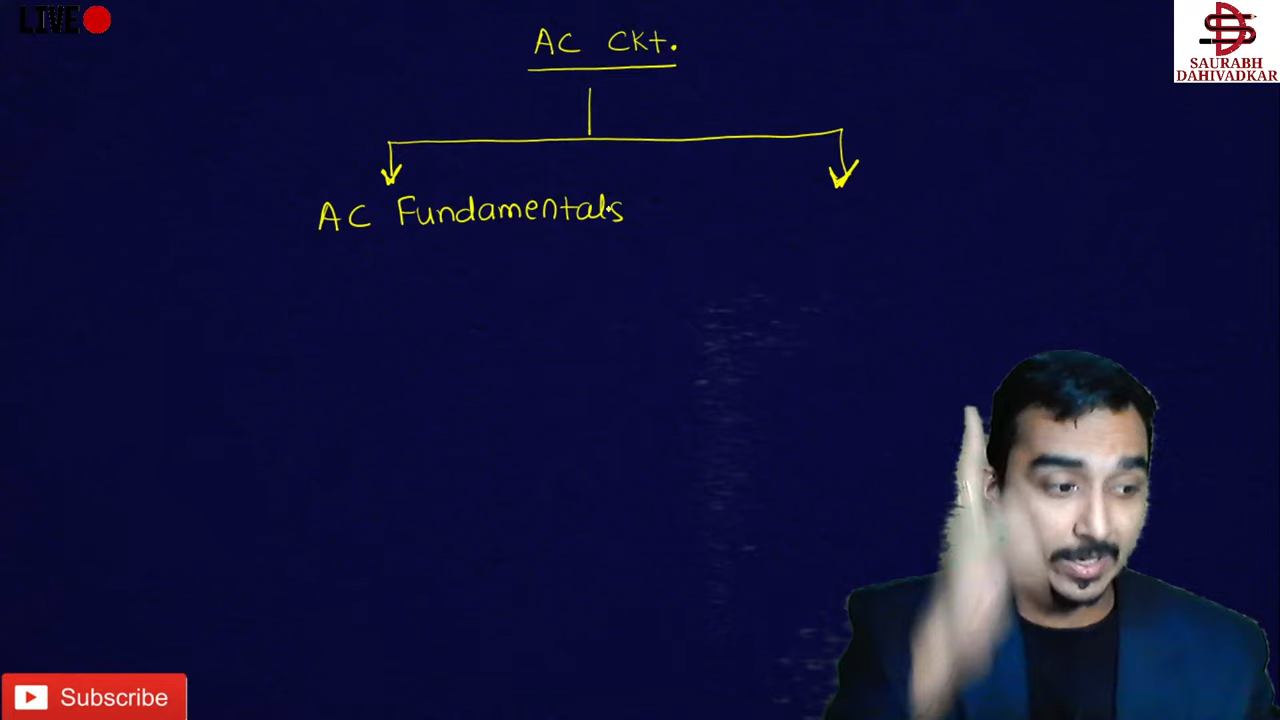 LIVE
SAURABH
DAHIVADKAR
AC Ckt.
AC Fundamentals
Subscribe